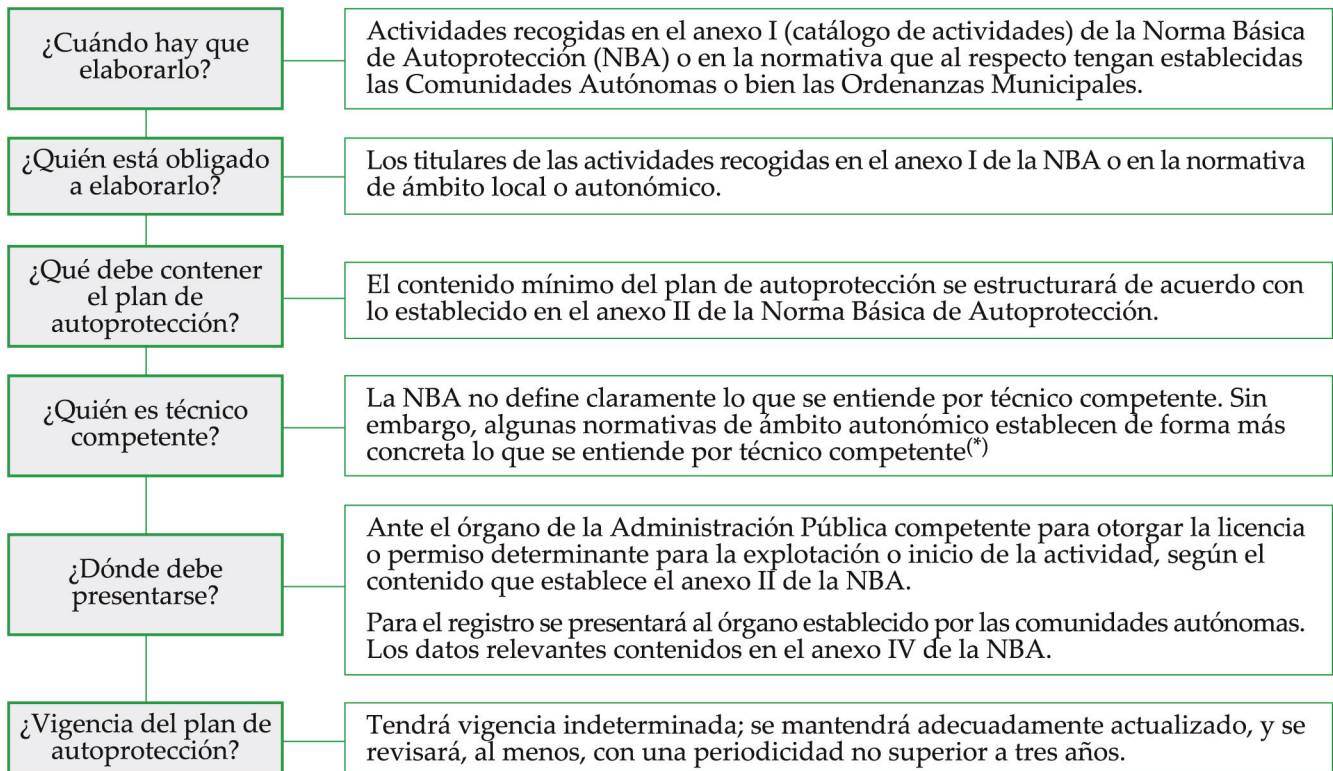 ¿Cuándo hay que
elaborarlo?
Actividades recogidas en el anexo I (catálogo de actividades) de la Norma Básica
de Autoprotección (NBA) o en la normativa que al respecto tengan establecidas
las Comunidades Autónomas o bien las Ordenanzas Municipales.
¿Quién está obligado
a elaborarlo?
Los titulares de las actividades recogidas en el anexo I de la NBA o en la normativa
de ámbito local o autonómico.
¿Qué debe contener
el plan de
autoprotección?
El contenido mínimo del plan de autoprotección se estructurará de acuerdo con
lo establecido en el anexo II de la Norma Básica de Autoprotección.
¿Quién es técnico
competente?
La NBA no define claramente lo que se entiende por técnico competente. Sin
embargo, algunas normativas de ámbito autonómico establecen de forma más
concreta lo que se entiende por técnico competente(*)
¿Dónde debe
presentarse?
Ante el órgano de la Administración Pública competente para otorgar la licencia
o permiso determinante para la explotación o inicio de la actividad, según el
contenido que establece el anexo II de la NBA.
Para el registro se presentará al órgano establecido por las comunidades autónomas.
Los datos relevantes contenidos en el anexo IV de la NBA.
¿Vigencia del plan de
autoprotección?
Tendrá vigencia indeterminada; se mantendrá adecuadamente actualizado, y se
revisará, al menos, con una periodicidad no superior a tres años.